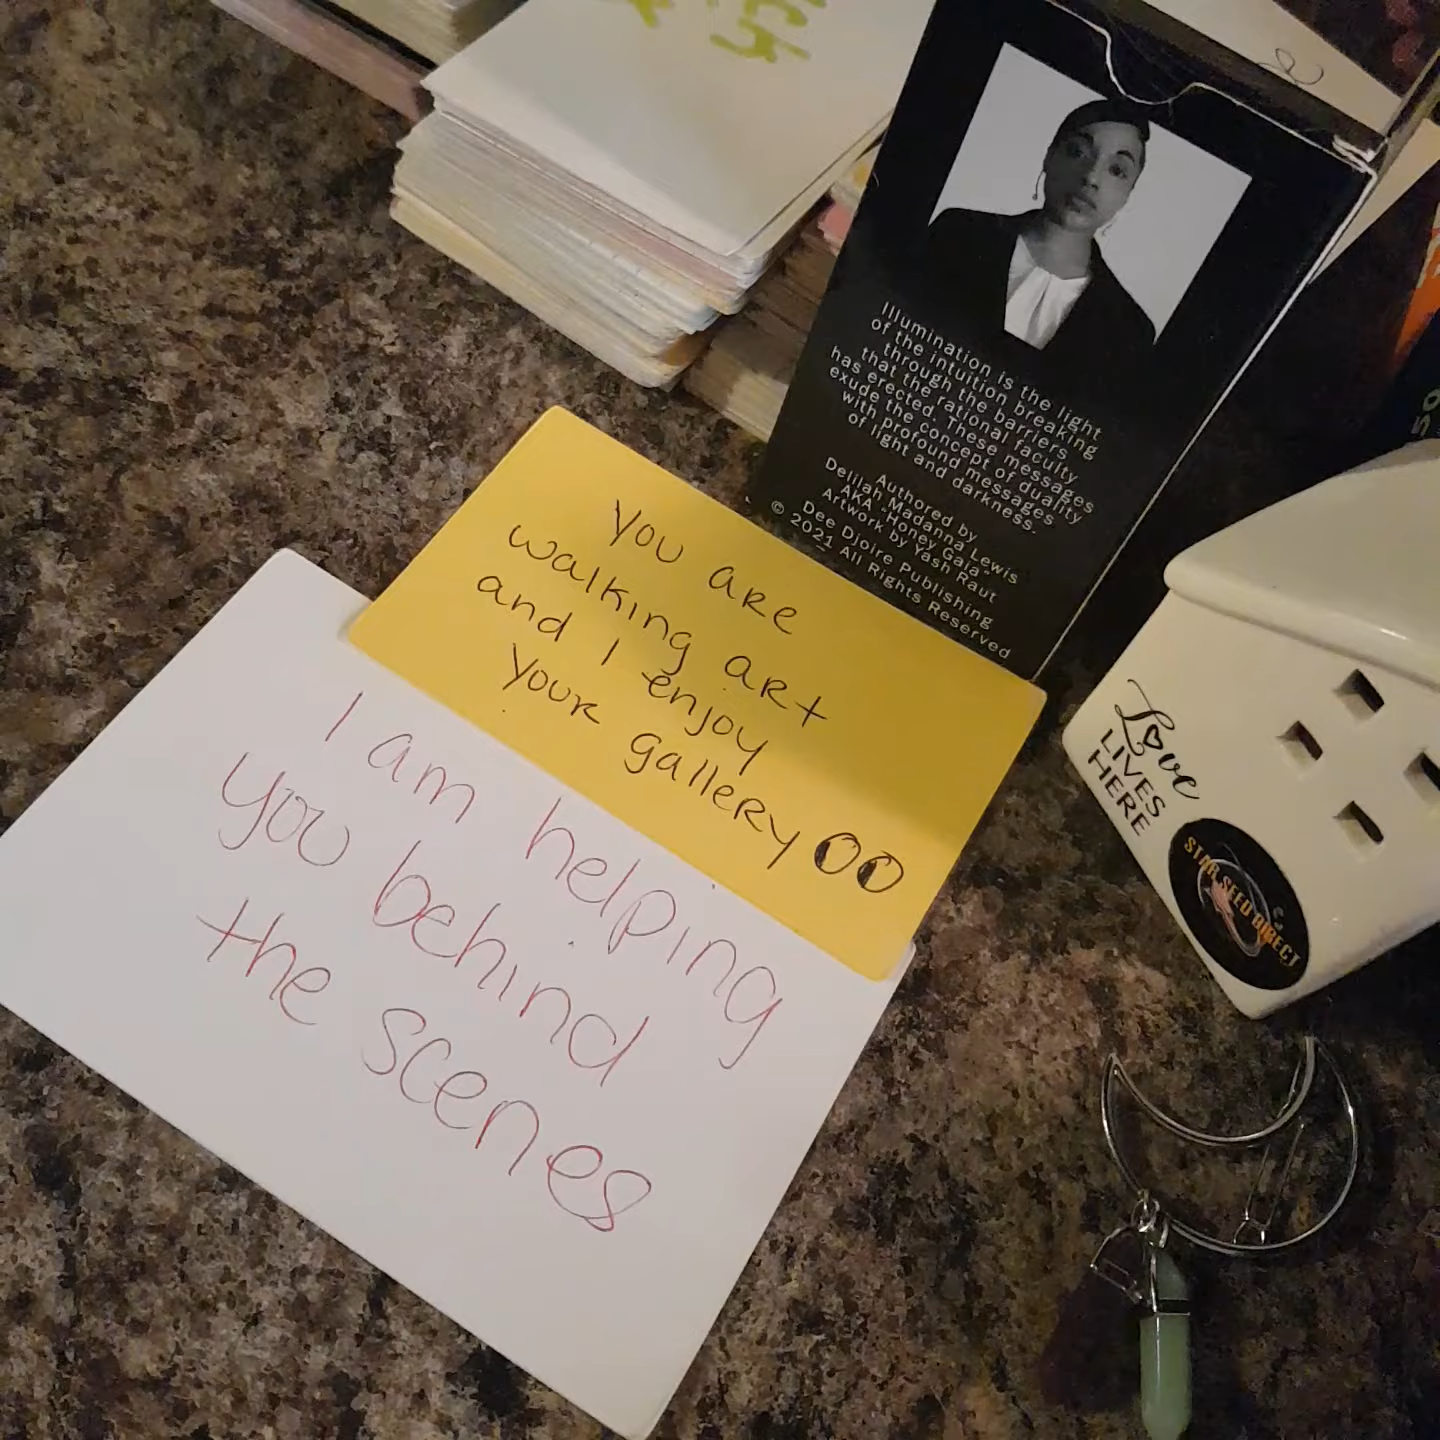 Illumination is the light
of the intuition breaking
through the barriers
that the rational faculty
has erected. These messages
exude the concept of duality
with profound messages
of light and darkness.
Authored by
Delilah Madanna Lewis
AKA "Honey Gaia"
Artwork by Yash Raut
Dee Djoire Publishing
© 2021 All Rights Reserved
You are
walking art
and I enjoy
your gallery
I am helping
you behind
the scenes
Love
LIVES
HERE
STAR SEED DIRECT